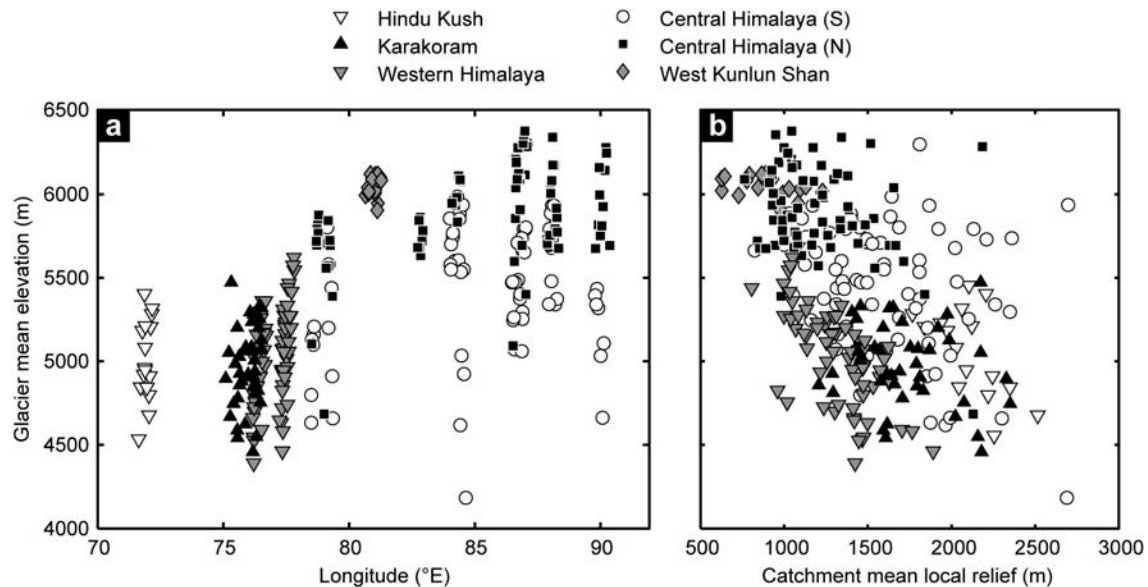 Hindu Kush
Karakoram
Western Himalaya
Central Himalaya (S)
Central Himalaya (N)
West Kunlun Shan
a
b
Glacier mean elevation (m)
6500
6000
5500
5000
4500
4000
70 75 80 85 90
500 1000 1500 2000 2500 3000
Longitude (°E)
Catchment mean local relief (m)